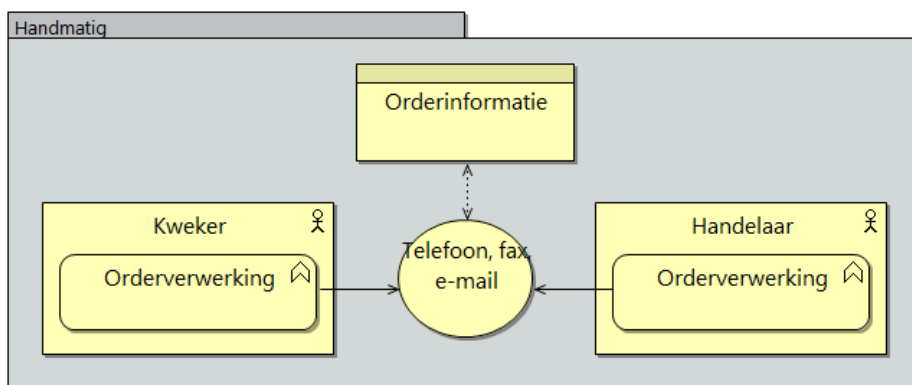 Handmatig
Orderinformatie
Kweker
Orderverwerking
Telefoon, fax,
e-mail
Handelaar
Orderverwerking